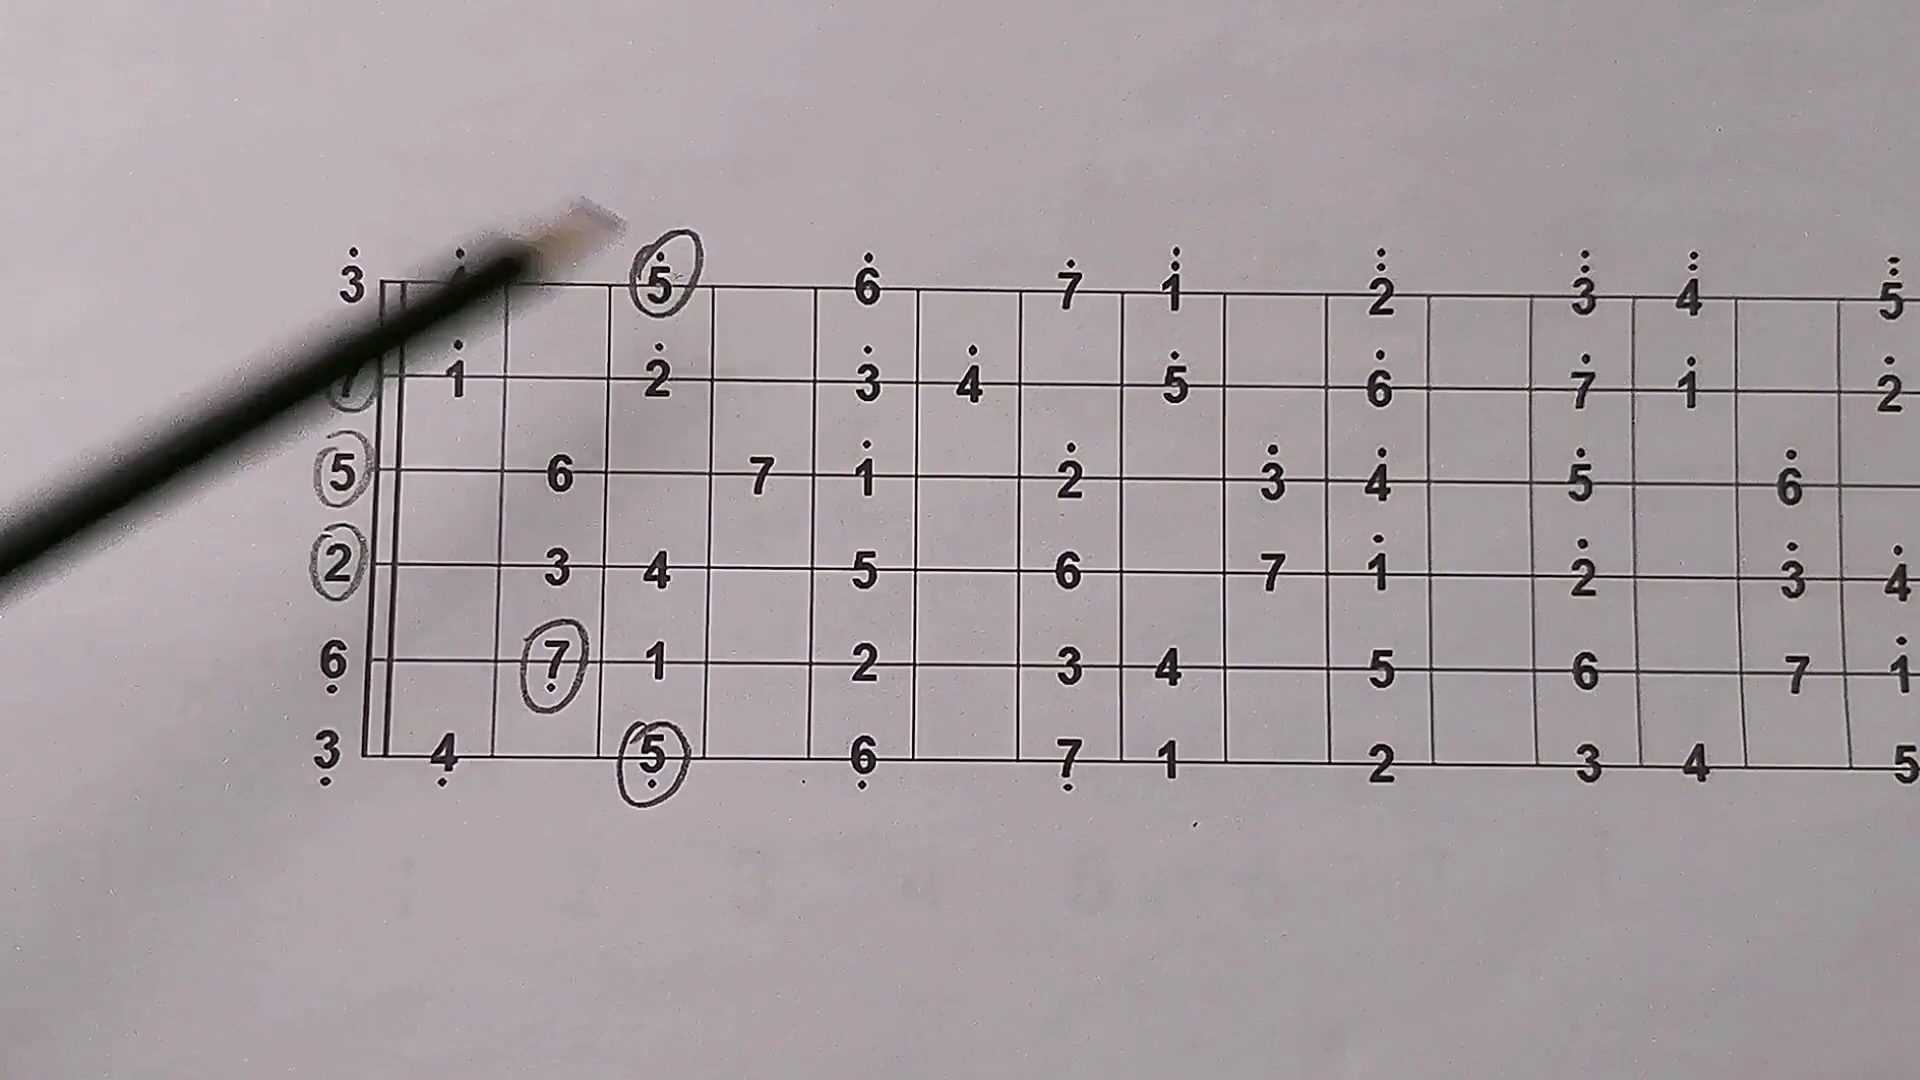 3 5 6 7 1 2 3 4 5
1 2 3 4 5 6 7 1 2
5 6 7 1 2 3 4 5 6
2 3 4 5 6 7 1 2 3 4
6 7 1 2 3 4 5 6 7 1
3 4 5 6 7 1 2 3 4 5